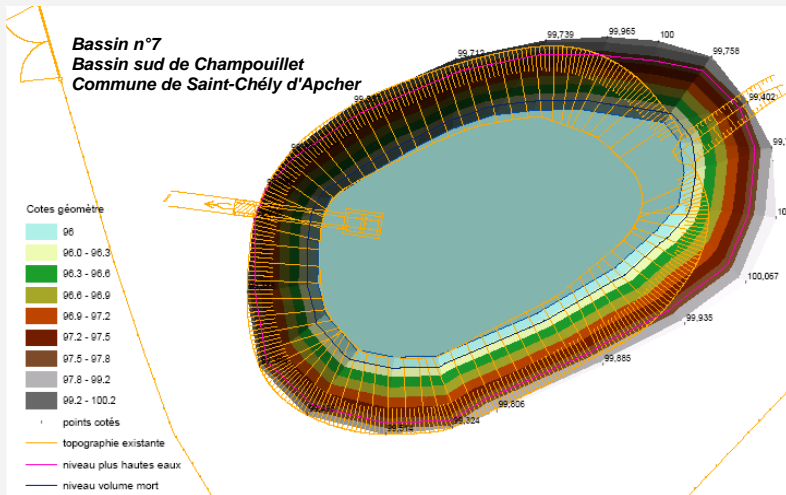 Bassin n°7
Bassin sud de Champouillet
Commune de Saint-Chély d'Apcher
99,739
99,965
100
99,758
99,402
100,067
99,935
99,885
99,806
99,324
Cotes géomètre
96
96.0 - 96.3
96.3 - 96.6
96.6 - 96.9
96.9 - 97.2
97.2 - 97.5
97.5 - 97.8
97.8 - 99.2
99.2 - 100.2
points cotés
topographie existante
niveau plus hautes eaux
niveau volume mort